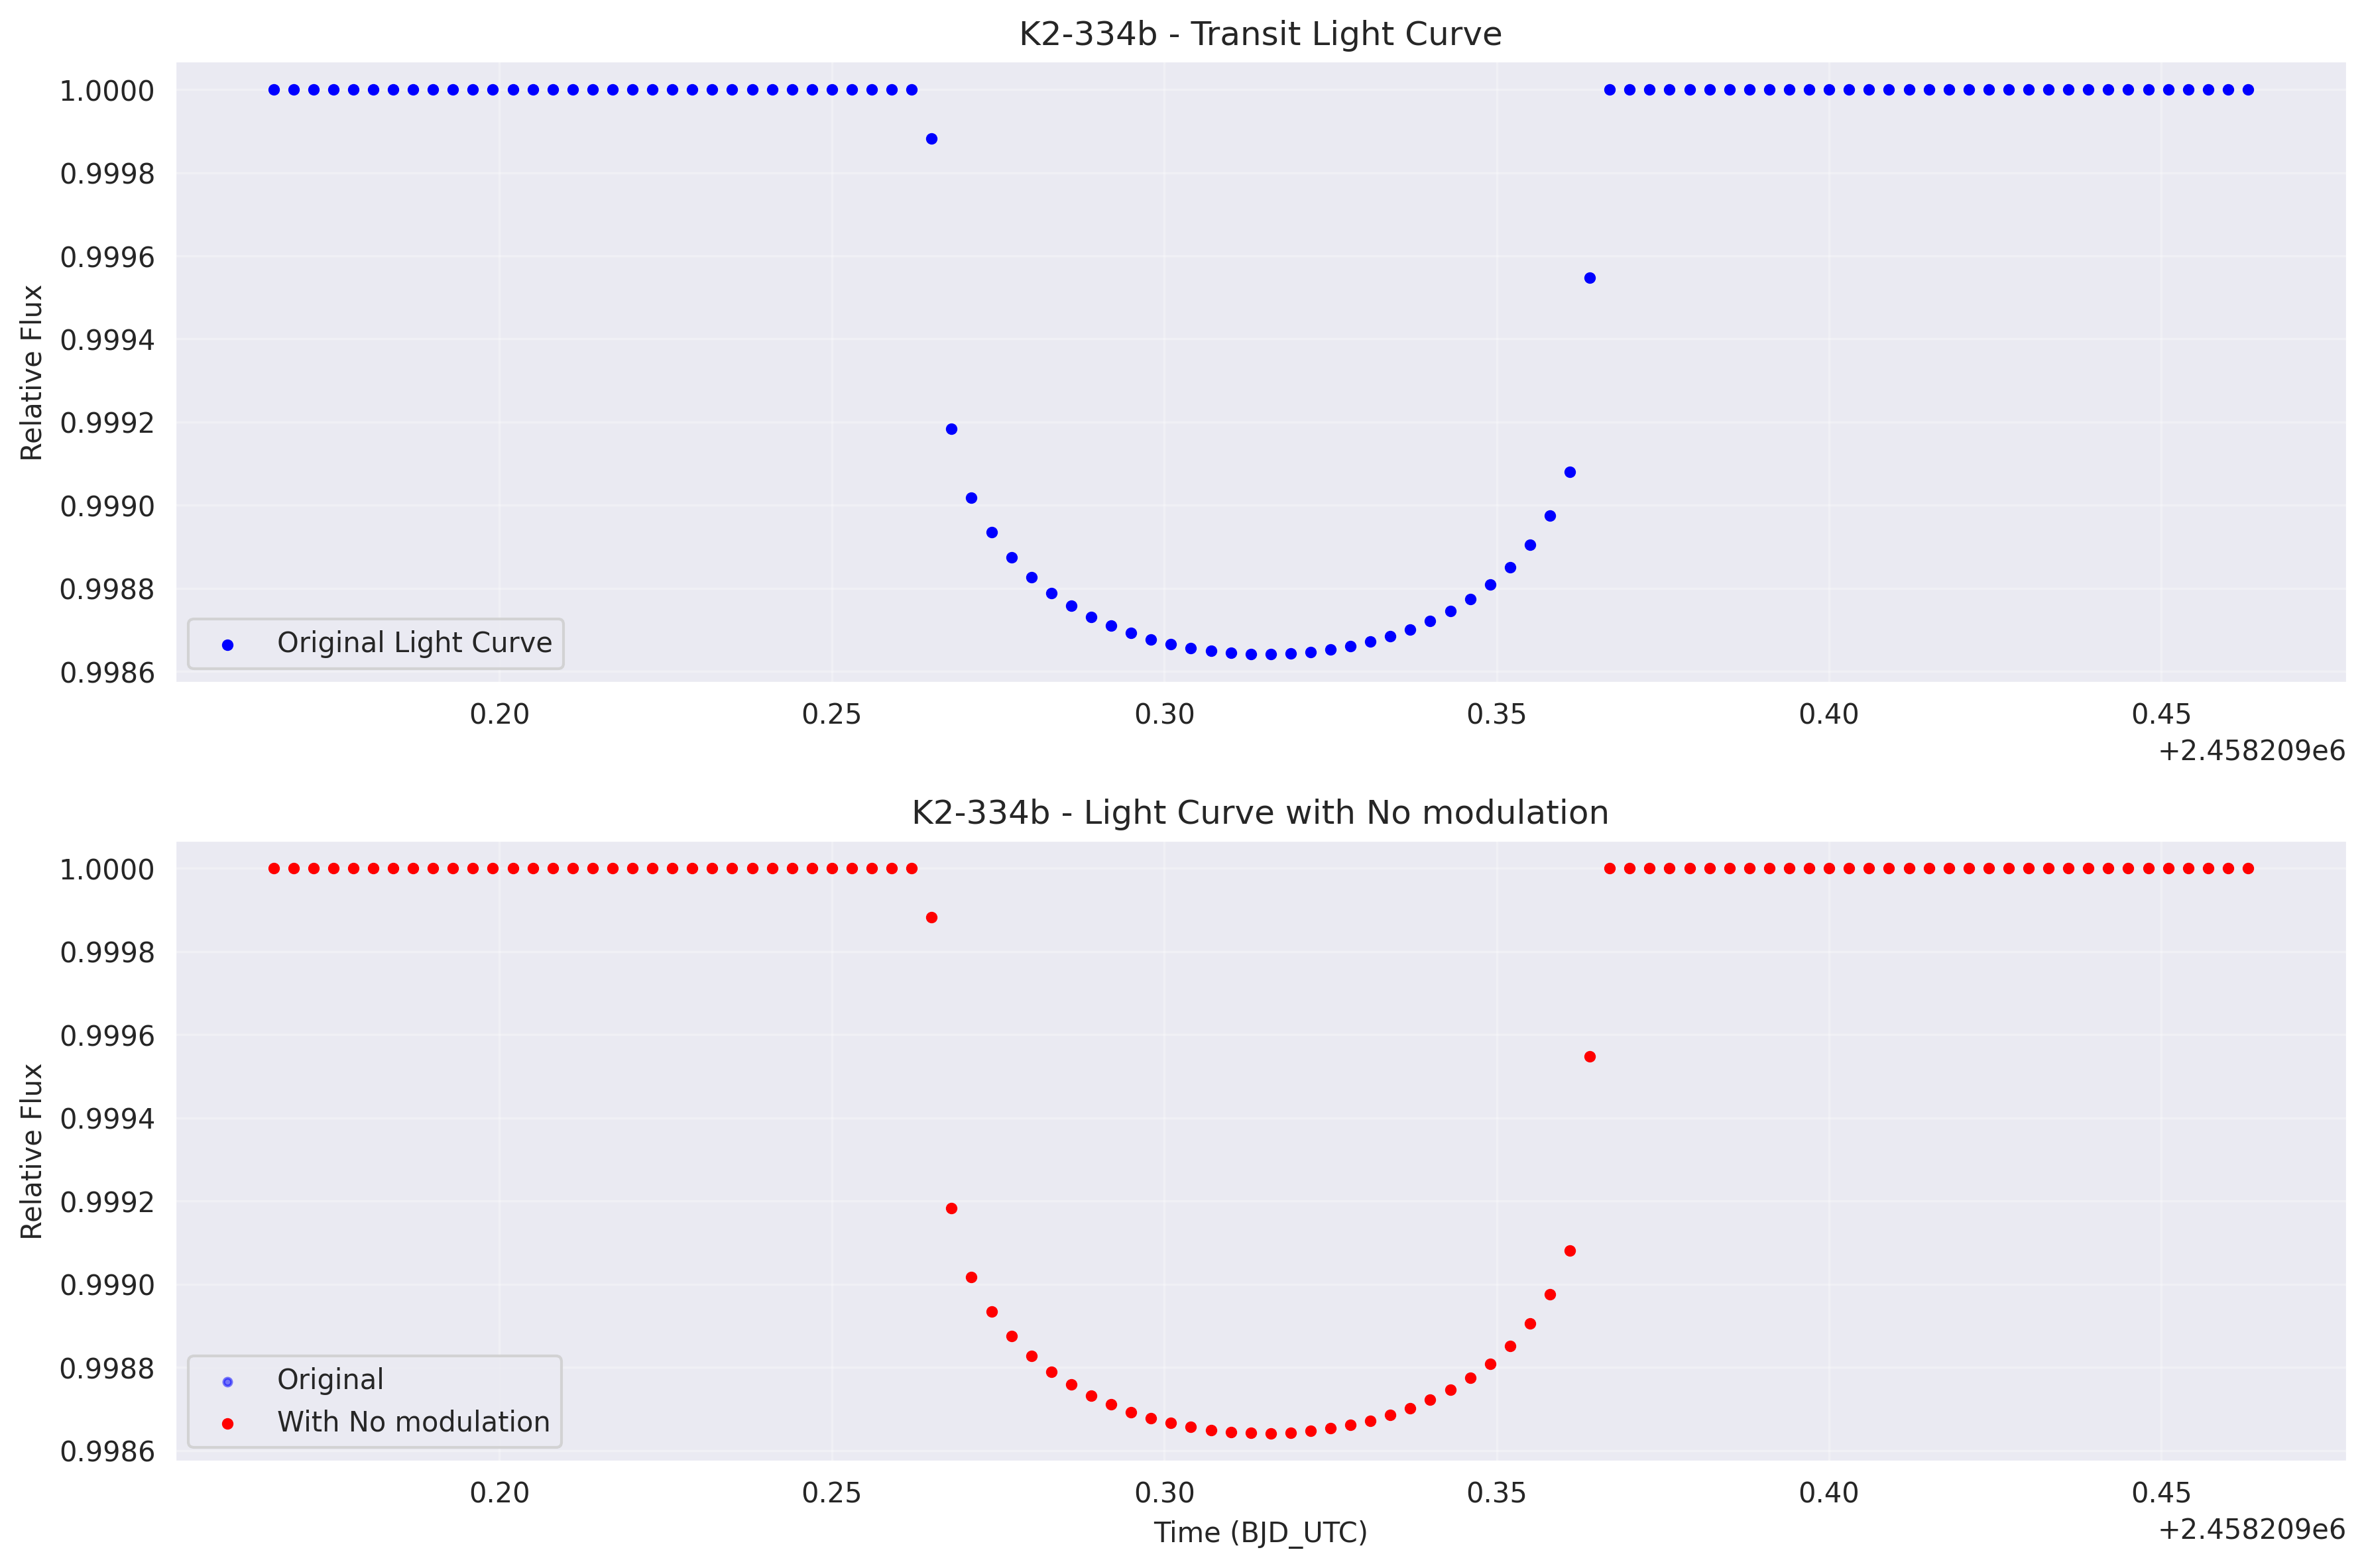 K2-334b - Transit Light Curve
Relative Flux
1.0000
0.9998
0.9996
0.9994
0.9992
0.9990
0.9988
0.9986
Original Light Curve
0.20 0.25 0.30 0.35 0.40 0.45
+2.458209e6
K2-334b - Light Curve with No modulation
Relative Flux
1.0000
0.9998
0.9996
0.9994
0.9992
0.9990
0.9988
0.9986
Original
With No modulation
0.20 0.25 0.30 0.35 0.40 0.45
Time (BJD_UTC)
+2.458209e6